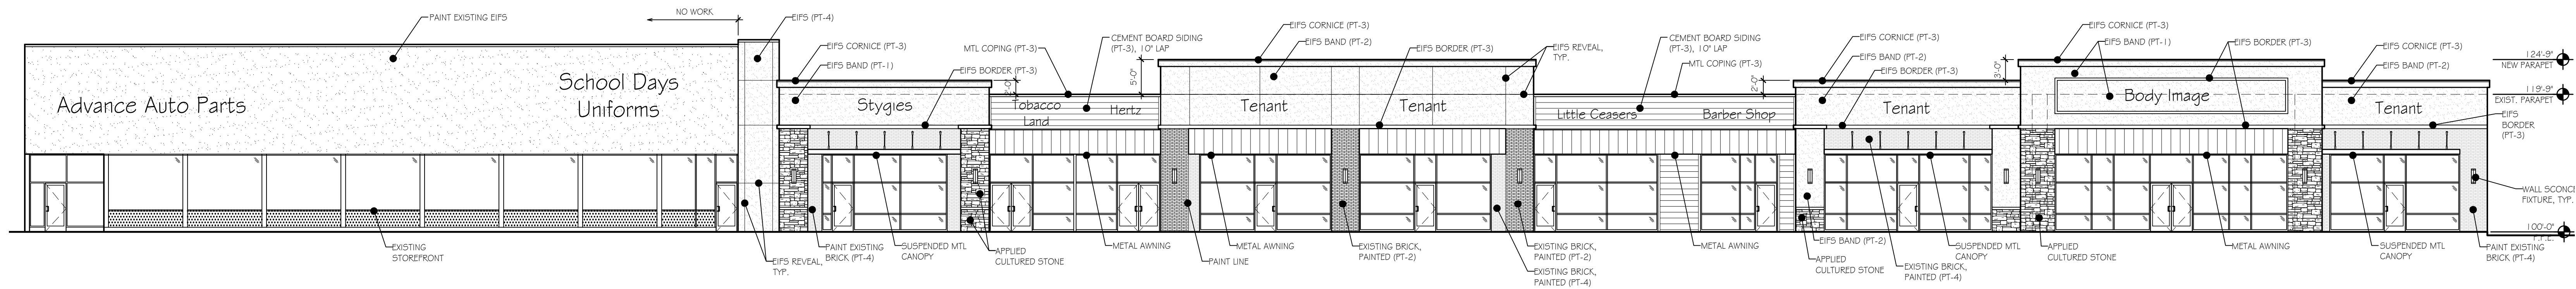 PAINT EXISTING EIFS
NO WORK
EIFS (PT-4)
EIFS CORNICE (PT-3)
EIFS BAND (PT-1)
EIFS BORDER (PT-3)
MTL COPING (PT-3)
2'-0"
CEMENT BOARD SIDING
(PT-3), 10" LAP
5'-0"
EIFS CORNICE (PT-3)
EIFS BAND (PT-2)
EIFS BORDER (PT-3)
EIFS REVEAL,
TYP.
CEMENT BOARD SIDING
(PT-3), 10" LAP
MTL COPING (PT-3)
2'-0"
EIFS CORNICE (PT-3)
EIFS BAND (PT-2)
EIFS BORDER (PT-3)
3'-0"
EIFS CORNICE (PT-3)
EIFS BAND (PT-1)
EIFS BORDER (PT-3)
EIFS CORNICE (PT-3)
EIFS BAND (PT-2)
124'-9"
NEW PARAPET
119'-9"
EXIST. PARAPET
EIFS
BORDER
(PT-3)
WALL SCONCE
FIXTURE, TYP.
100'-0"
F.F.E.
Advance Auto Parts
School Days
Uniforms
Stygies
Tobacco
Land
Hertz
Tenant
Tenant
Little Ceasers
Barber Shop
Tenant
Body Image
Tenant
EXISTING
STOREFRONT
EIFS REVEAL,
TYP.
PAINT EXISTING
BRICK (PT-4)
SUSPENDED MTL
CANOPY
APPLIED
CULTURED STONE
METAL AWNING
PAINT LINE
METAL AWNING
EXISTING BRICK,
PAINTED (PT-2)
EXISTING BRICK,
PAINTED (PT-2)
EXISTING BRICK,
PAINTED (PT-4)
METAL AWNING
EIFS BAND (PT-2)
APPLIED
CULTURED STONE
EXISTING BRICK,
PAINTED (PT-4)
SUSPENDED MTL
CANOPY
APPLIED
CULTURED STONE
METAL AWNING
SUSPENDED MTL
CANOPY
PAINT EXISTING
BRICK (PT-4)